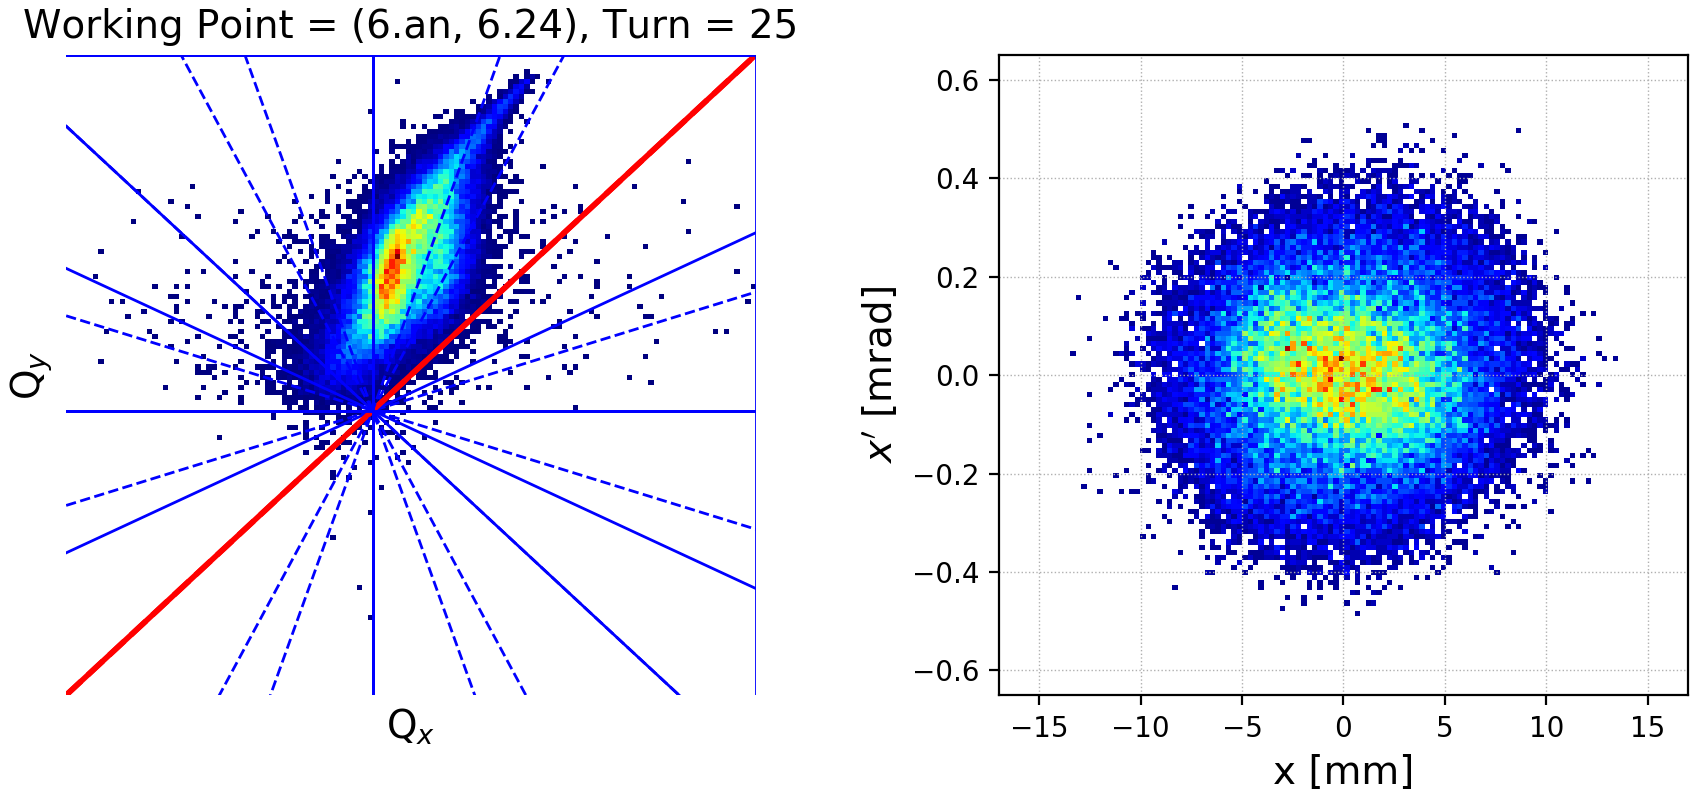 Working Point = (6.an, 6.24), Turn = 25
Qy
Qx
0.6
0.4
0.2
0.0
−0.2
−0.4
−0.6
x′ [mrad]
−15 −10 −5 0 5 10 15
x [mm]